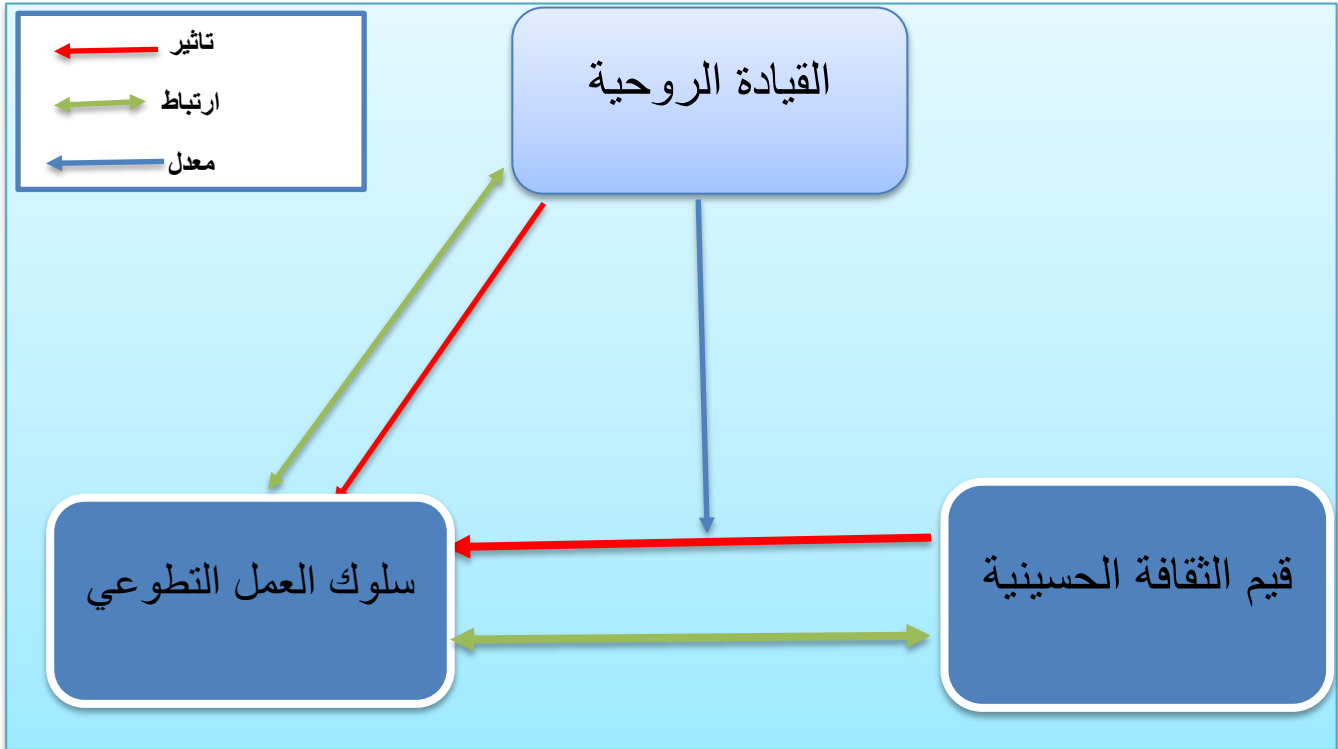 تاثير
ارتباط
معدل
القيادة الروحية
سلوك العمل التطوعي
قيم الثقافة الحسينية